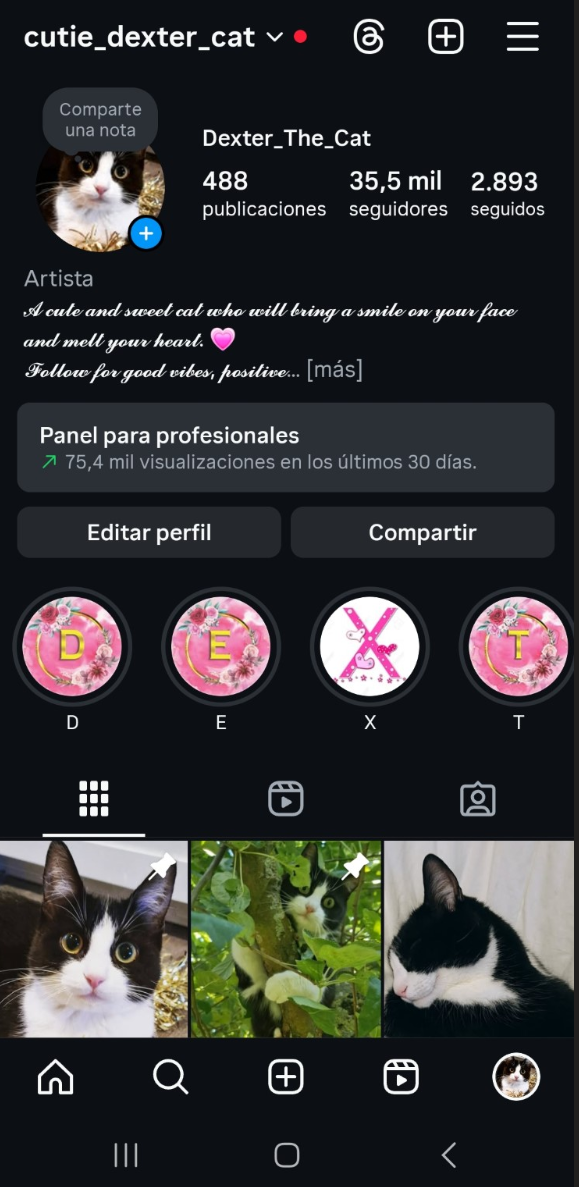 cutie_dexter_cat
Comparte
una nota
Dexter_The_Cat
488 35,5 mil 2.893
publicaciones seguidores seguidos
Artista
A cute and sweet cat who will bring a smile on your face
and melt your heart. 💗
Follow for good vibes, positive... [más]
Panel para profesionales
75,4 mil visualizaciones en los últimos 30 días.
Editar perfil Compartir
D E X T
D E X T